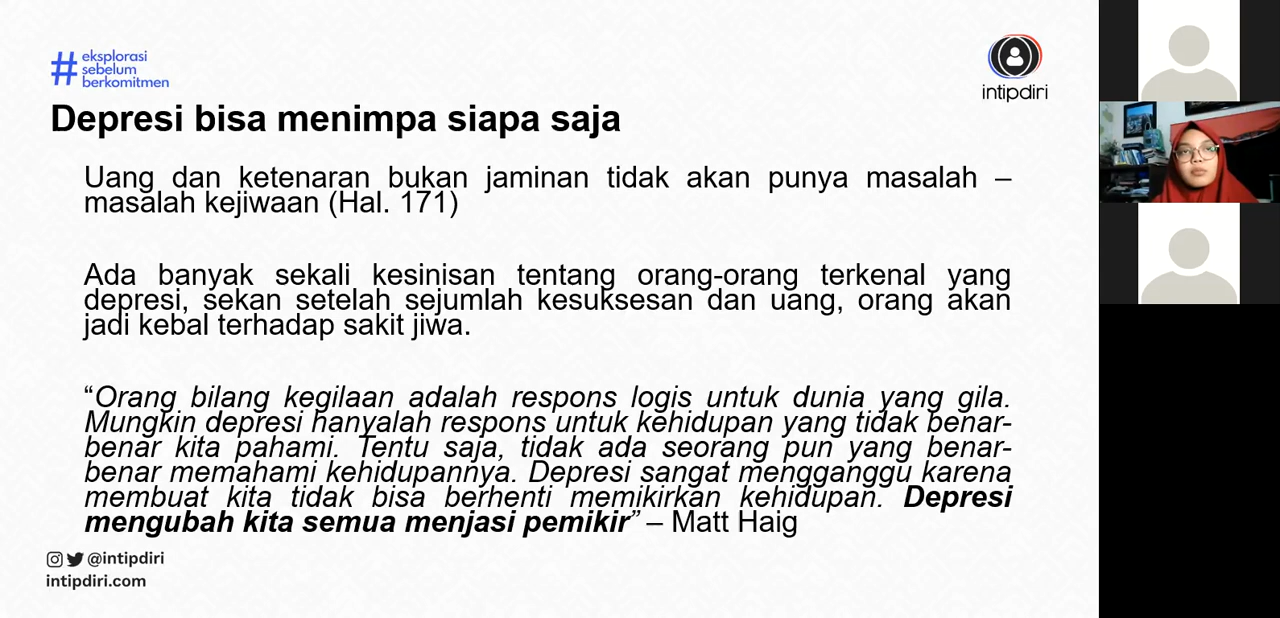 #
eksplorasi
sebelum
berkomitmen
intipdiri
Depresi bisa menimpa siapa saja
Uang dan ketenaran bukan jaminan tidak akan punya masalah –
masalah kejiwaan (Hal. 171)
Ada banyak sekali kesinisan tentang orang-orang terkenal yang
depresi, sekan setelah sejumlah kesuksesan dan uang, orang akan
jadi kebal terhadap sakit jiwa.
“Orang bilang kegilaan adalah respons logis untuk dunia yang gila.
Mungkin depresi hanyalah respons untuk kehidupan yang tidak benar-
benar kita pahami. Tentu saja, tidak ada seorang pun yang benar-
benar memahami kehidupannya. Depresi sangat mengganggu karena
membuat kita tidak bisa berhenti memikirkan kehidupan. Depresi
mengubah kita semua menjasi pemikir” – Matt Haig
@intipdiri
intipdiri.com